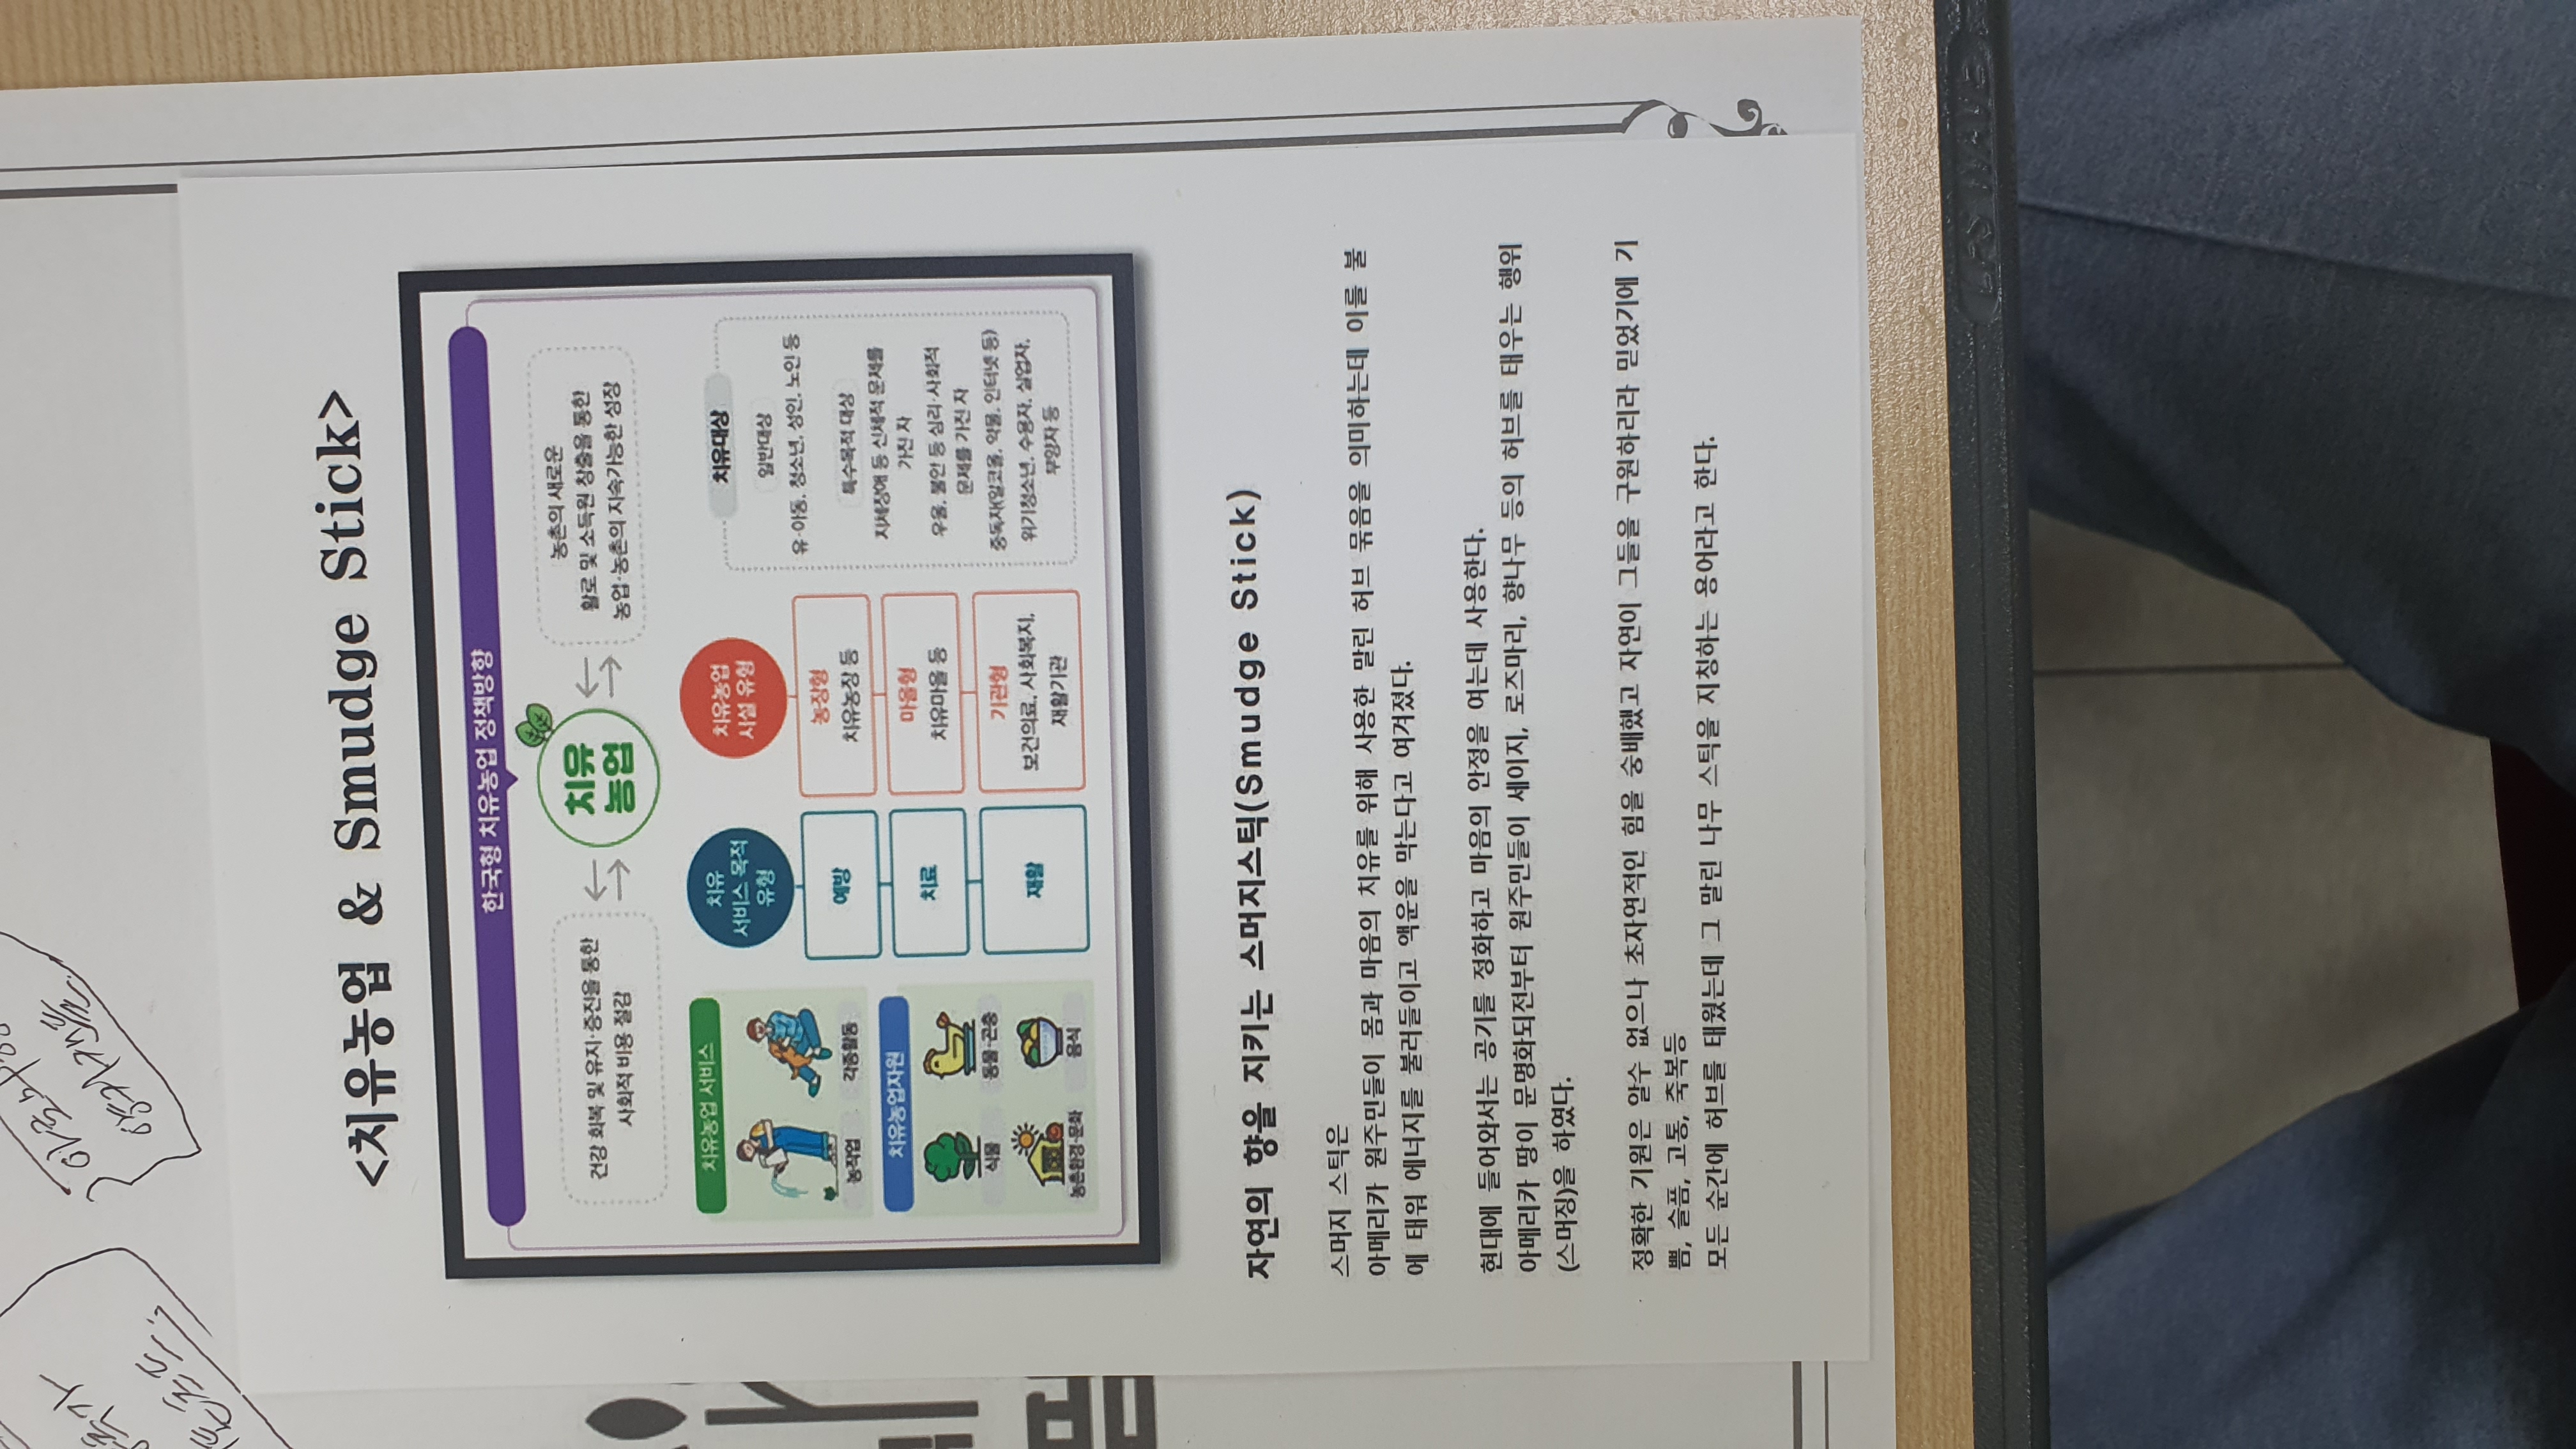 양키캔들
<치유농업 & Smudge Stick>
한국형 치유농업 정책방향
건강 회복 및 유지·증진을 통한
사회적 비용 절감
치유
농업
농촌의 새로운
활로 및 소득원 창출을 통한
농업·농촌의 지속가능한 성장
치유농업 서비스
농작업
각종활동
치유농업자원
식물
동물·곤충
농촌환경·문화
음식
치유
서비스 목적
유형
예방
치료
재활
치유농업
시설 유형
농장형
치유농장 등
마을형
치유마을 등
기관형
보건의료, 사회복지,
재활기관
치유대상
일반대상
유·아동, 청소년, 성인, 노인 등
특수목적 대상
지체장애 등 신체적 문제를
가진 자
우울, 불안 등 심리·사회적
문제를 가진 자
중독자(알코올, 약물, 인터넷 등)
위기청소년, 수용자, 실업자,
부양자 등
자연의 향을 지키는 스머지스틱(Smudge Stick)
스머지 스틱은
아메리카 원주민들이 몸과 마음의 치유를 위해 사용한 말린 허브 묶음을 의미하는데 이를 불
에 태워 에너지를 불러들이고 액운을 막는다고 여겨졌다.
현대에 들어와서는 공기를 정화하고 마음의 안정을 여는데 사용한다.
아메리카 땅이 문명화되전부터 원주민들이 세이지, 로즈마리, 향나무 등의 허브를 태우는 행위
(스머징)을 하였다.
정확한 기원은 알수 없으나 초자연적인 힘을 숭배했고 자연이 그들을 구원하리라 믿었기에 기
쁨, 슬픔, 고통, 축복등
모든 순간에 허브를 태웠는데 그 말린 나무 스틱을 지칭하는 용어라고 한다.